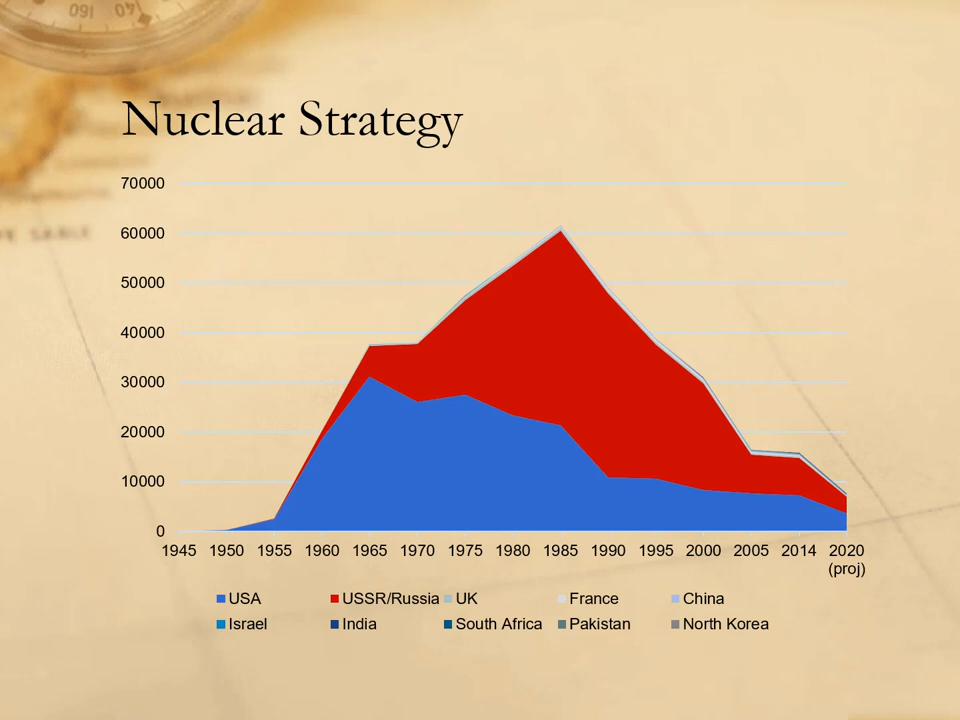 Nuclear Strategy
70000
60000
50000
40000
30000
20000
10000
0
1945 1950 1955 1960 1965 1970 1975 1980 1985 1990 1995 2000 2005 2014 2020
(proj)
USA USSR/Russia UK France China
Israel India South Africa Pakistan North Korea